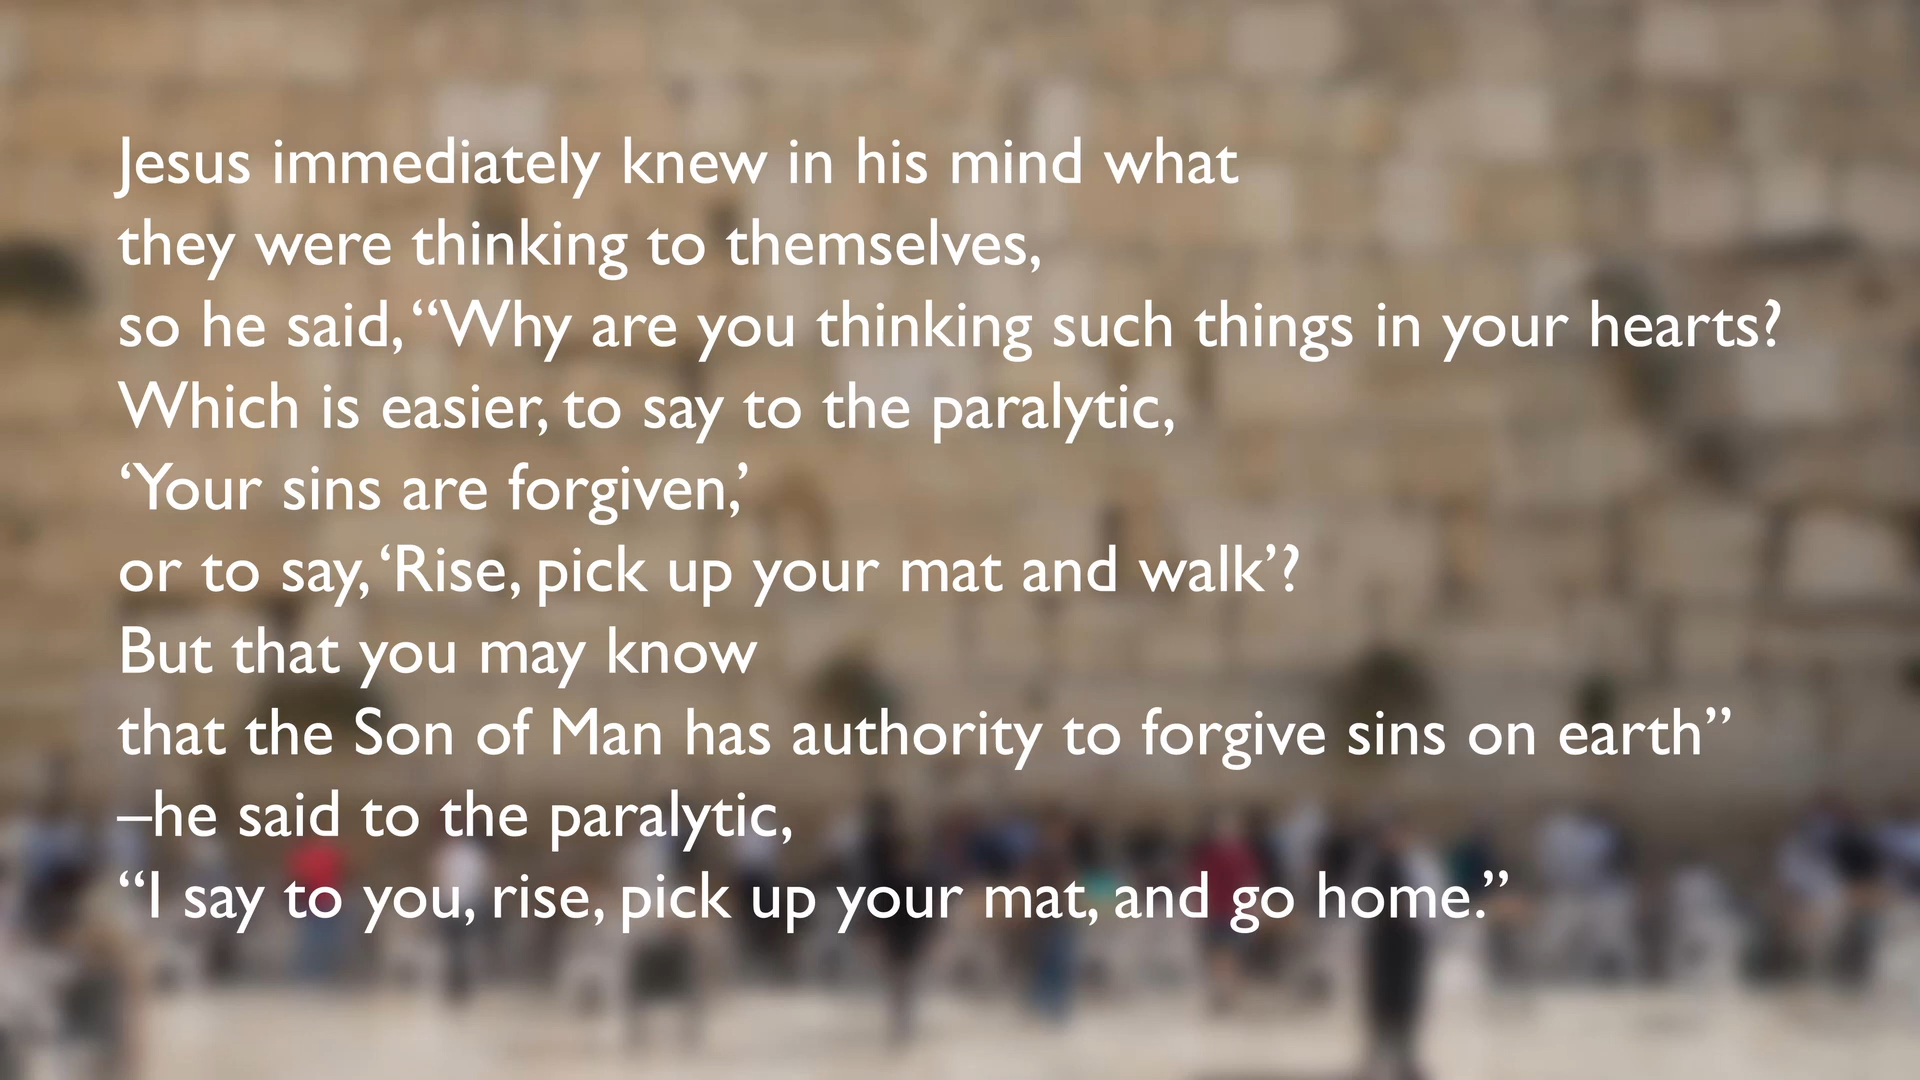 Jesus immediately knew in his mind what
they were thinking to themselves,
so he said, “Why are you thinking such things in your hearts?
Which is easier, to say to the paralytic,
‘Your sins are forgiven,’
or to say, ‘Rise, pick up your mat and walk’?
But that you may know
that the Son of Man has authority to forgive sins on earth”
–he said to the paralytic,
“I say to you, rise, pick up your mat, and go home.”